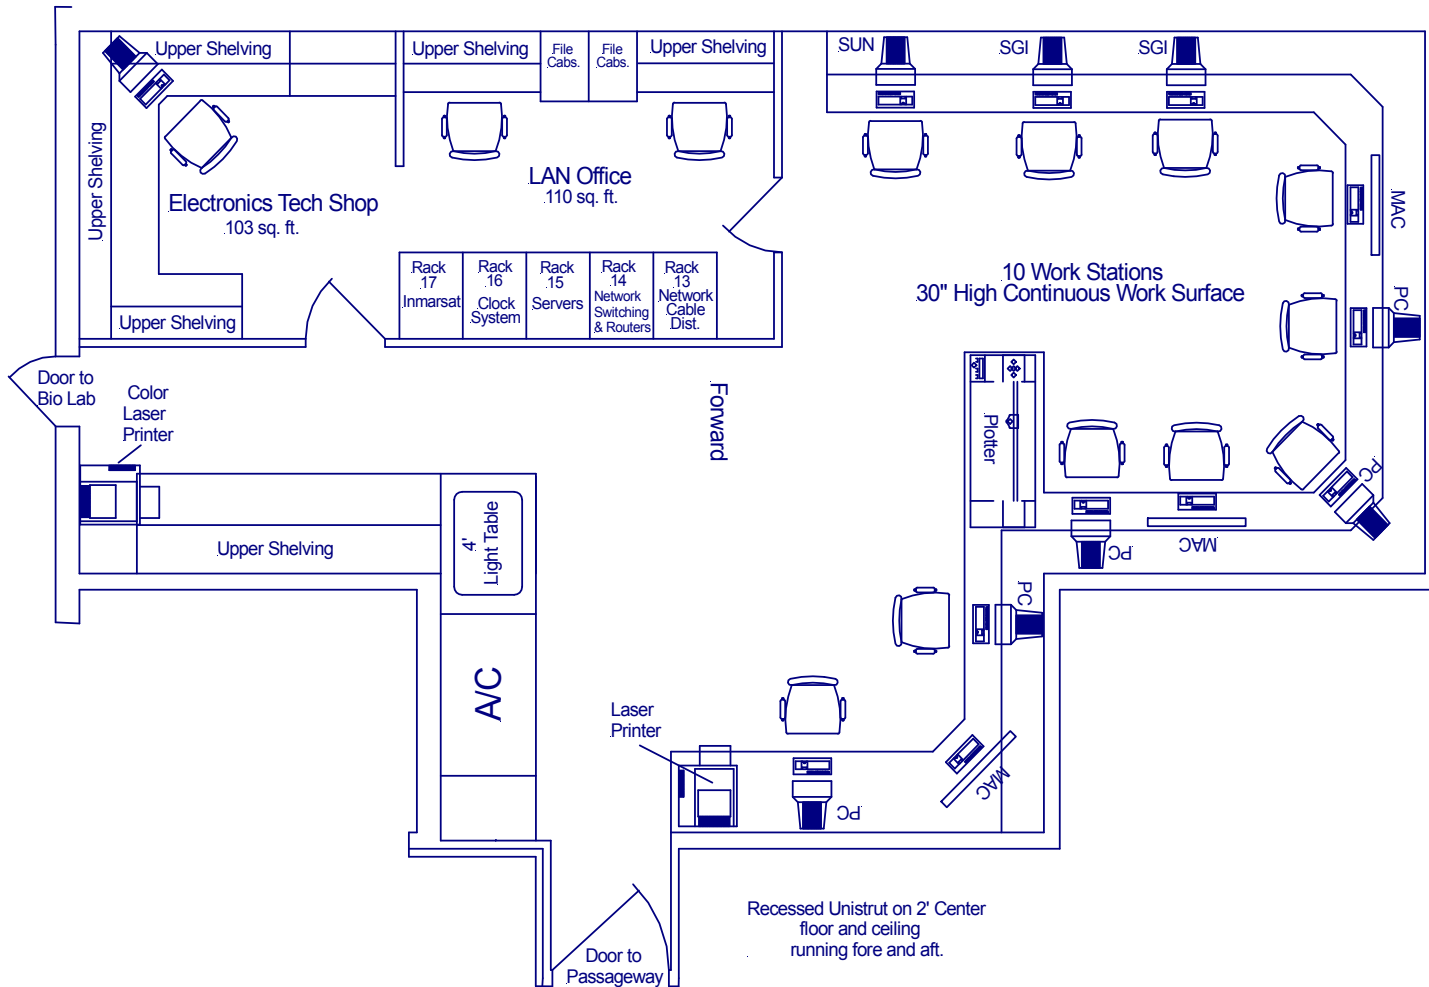 Upper Shelving
Upper Shelving
File
Cabs.
File
Cabs.
Upper Shelving
SUN
SGI
SGI
Upper Shelving
Electronics Tech Shop
103 sq. ft.
LAN Office
110 sq. ft.
MAC
Rack
17
Inmarsat
Rack
16
Clock
System
Rack
15
Servers
Rack
14
Network
Switching
& Routers
Rack
13
Network
Cable
Dist.
10 Work Stations
30" High Continuous Work Surface
PC
Upper Shelving
Door to
Bio Lab
Color
Laser
Printer
Forward
Plotter
PC
Upper Shelving
4'
Light Table
PC
MAC
PC
A/C
Laser
Printer
MAC
PC
Recessed Unistrut on 2' Center
floor and ceiling
running fore and aft.
Door to
Passageway